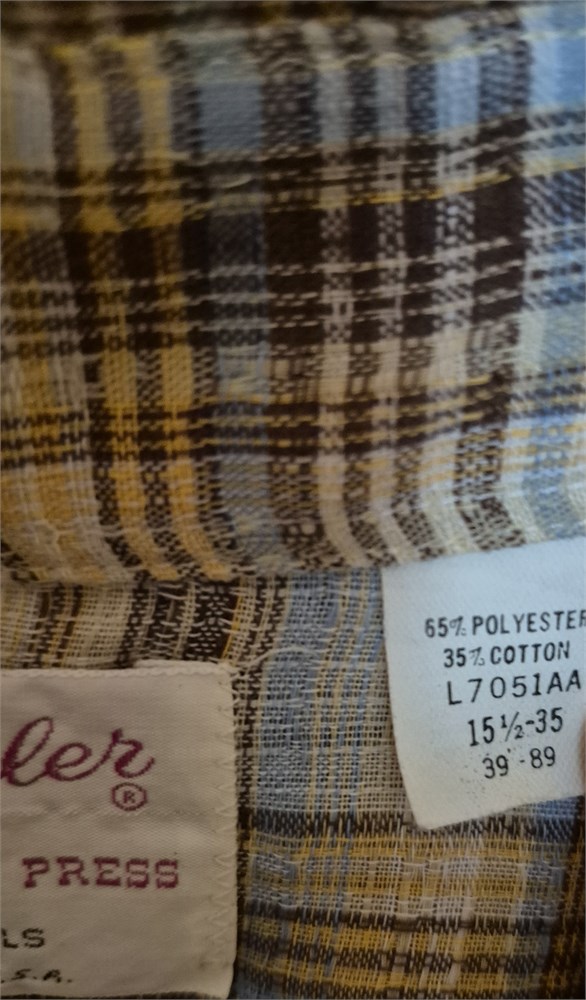 65% POLYESTER
35% COTTON
L7051AA
15½-35
39-89
ler
®
PRESS
LS
.S.A.